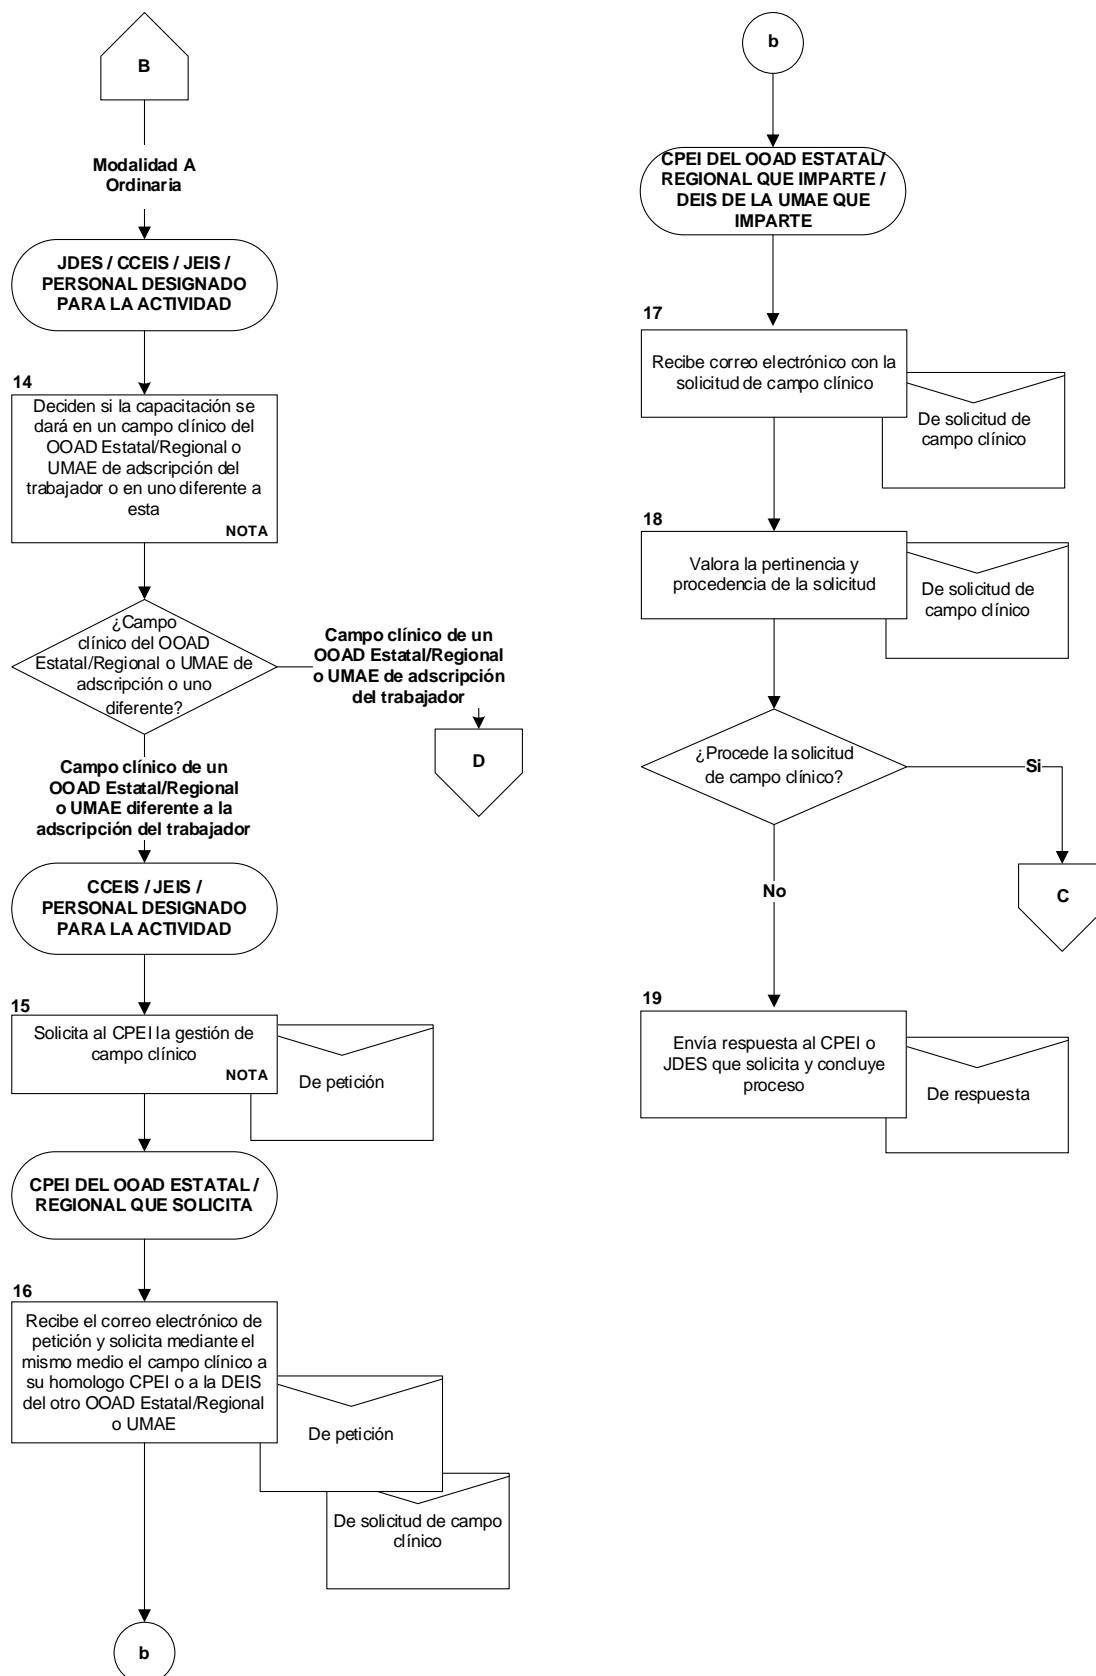 B
Modalidad A
Ordinaria
JDES / CCEIS / JEIS /
PERSONAL DESIGNADO
PARA LA ACTIVIDAD
14
Deciden si la capacitación se
dará en un campo clínico del
OOAD Estatal/Regional o
UMAE de adscripción del
trabajador o en uno diferente a
esta
NOTA
¿Campo
clínico del OOAD
Estatal/Regional o UMAE de
adscripción o uno
diferente?
Campo clínico de un
OOAD Estatal/Regional
o UMAE de adscripción
del trabajador
D
Campo clínico de un
OOAD Estatal/Regional
o UMAE diferente a la
adscripción del trabajador
CCEIS / JEIS /
PERSONAL DESIGNADO
PARA LA ACTIVIDAD
15
Solicita al CPEI la gestión de
campo clínico
NOTA
De petición
CPEI DEL OOAD ESTATAL /
REGIONAL QUE SOLICITA
16
Recibe el correo electrónico de
petición y solicita mediante el
mismo medio el campo clínico a
su homologo CPEI o a la DEIS
del otro OOAD Estatal/Regional
o UMAE
De petición
De solicitud de campo
clínico
b
b
CPEI DEL OOAD ESTATAL/
REGIONAL QUE IMPARTE /
DEIS DE LA UMAE QUE
IMPARTE
17
Recibe correo electrónico con la
solicitud de campo clínico
De solicitud de
campo clínico
18
Valora la pertinencia y
procedencia de la solicitud
De solicitud de
campo clínico
¿Procede la solicitud
de campo clínico?
Si
C
No
19
Envía respuesta al CPEI o
JDES que solicita y concluye
proceso
De respuesta